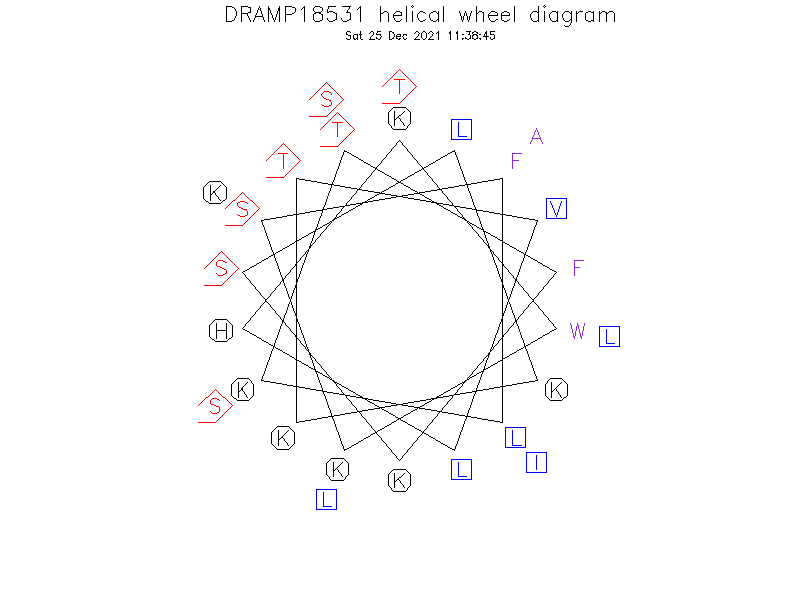 DRAMP18531 helical wheel diagram
Sat 25 Dec 2021 11:38:45
T
S
K
T
L
A
T
F
K
S
V
S
F
H
W
L
K
K
S
K
L
K
L
I
K
L